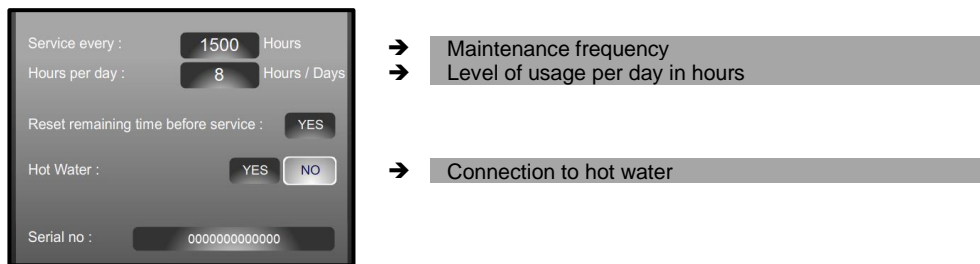 Service every : 1500 Hours ➔ Maintenance frequency
Hours per day : 8 Hours / Days ➔ Level of usage per day in hours
Reset remaining time before service : YES
Hot Water : YES NO ➔ Connection to hot water
Serial no : 0000000000000